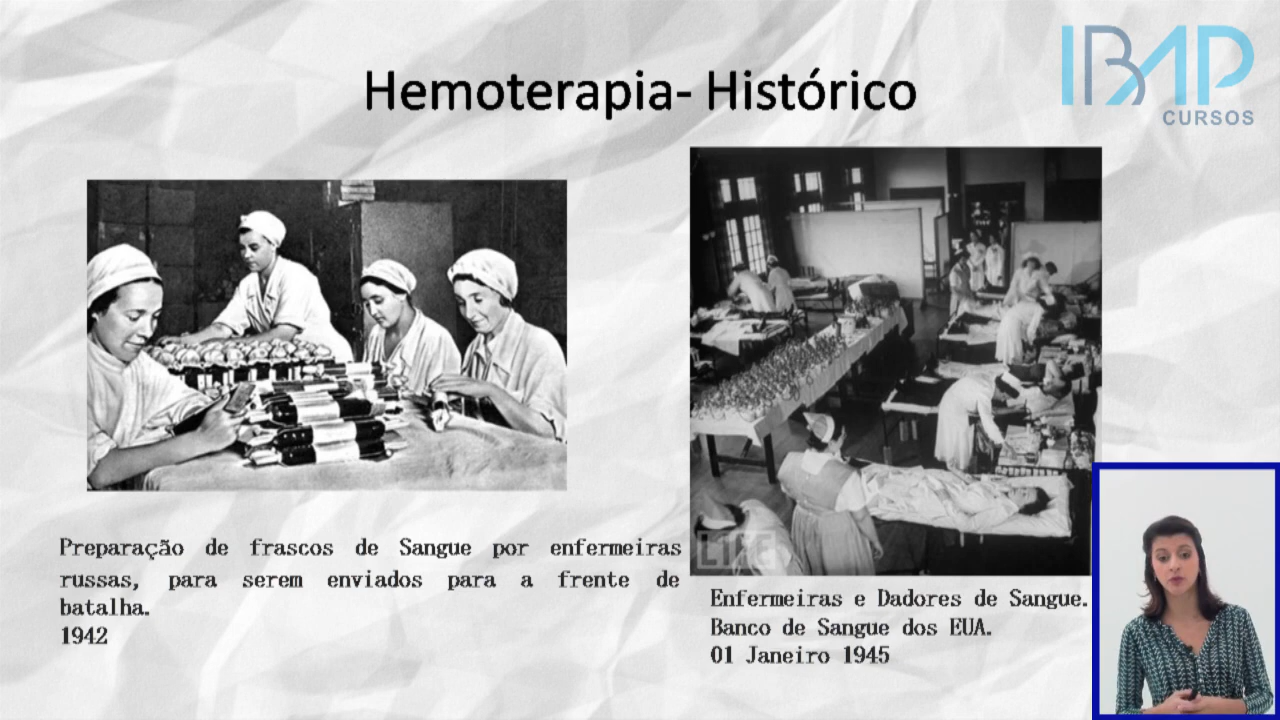 Hemoterapia- Histórico
IBAP
CURSOS
Preparação de frascos de Sangue por enfermeiras
russas, para serem enviados para a frente de
batalha.
1942
LIFE
Enfermeiras e Dadores de Sangue.
Banco de Sangue dos EUA.
01 Janeiro 1945